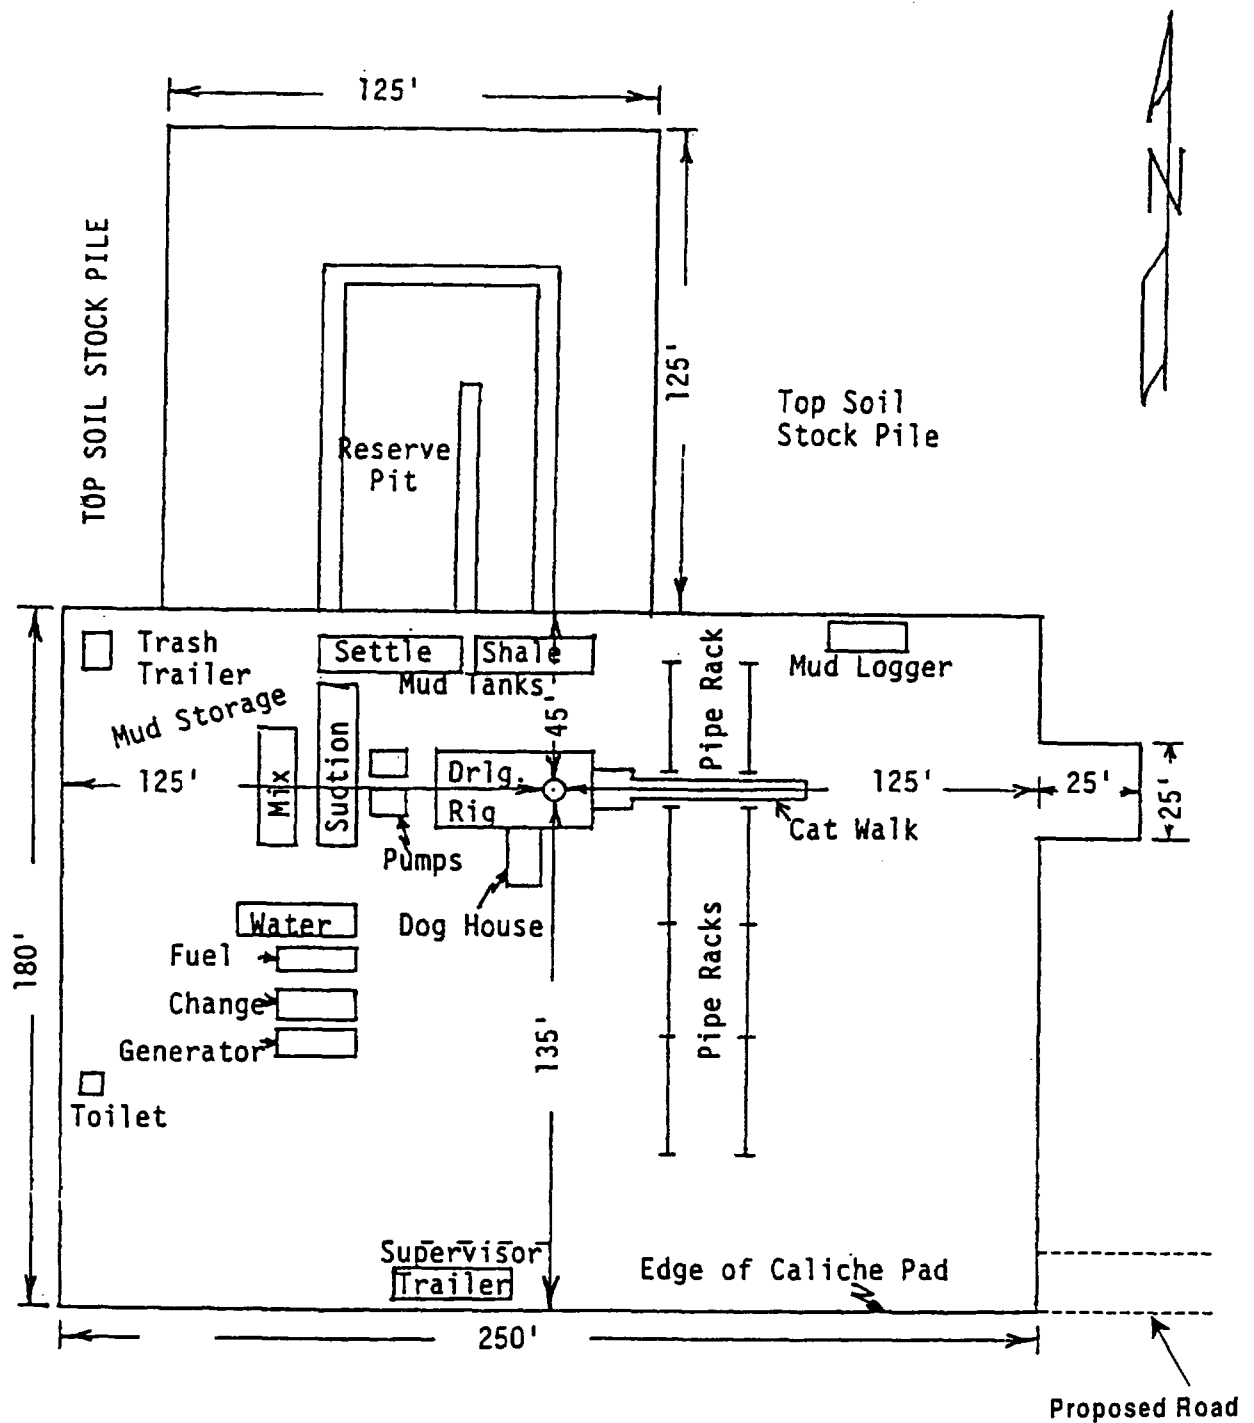 125'
N
TOP SOIL STOCK PILE
125'
Top Soil
Stock Pile
Reserve
Pit
Trash
Trailer
Settle
Shale
Mud Tanks
Pipe Rack
Mud Logger
Mud Storage
45'
125'
Mix
Suction
Drlg.
Rig
125'
25'
25'
Cat Walk
Pumps
Water
Dog House
Pipe Racks
Fuel
180'
Change
135'
Generator
Toilet
Supervisor
Trailer
Edge of Caliche Pad
250'
Proposed Road